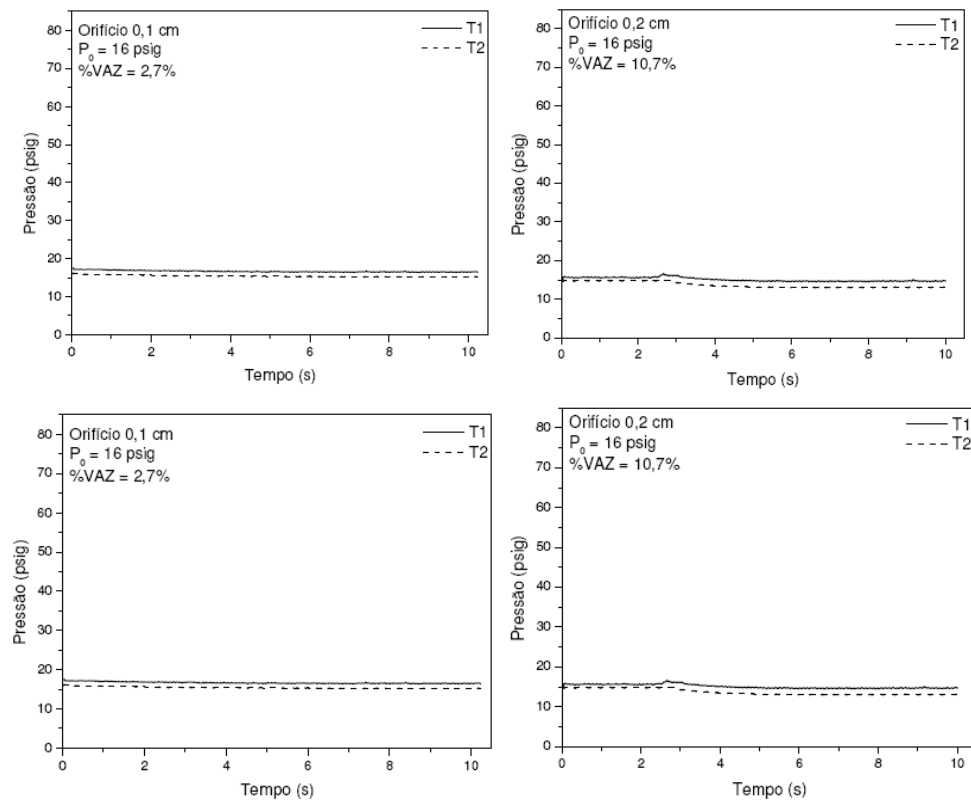 Orifício 0,1 cm
P₀ = 16 psig
%VAZ = 2,7%
T1
T2
Pressão (psig)
80
70
60
50
40
30
20
10
0
0 2 4 6 8 10
Tempo (s)
Orifício 0,2 cm
P₀ = 16 psig
%VAZ = 10,7%
T1
T2
Pressão (psig)
80
70
60
50
40
30
20
10
0
0 2 4 6 8 10
Tempo (s)
Orifício 0,1 cm
P₀ = 16 psig
%VAZ = 2,7%
T1
T2
Pressão (psig)
80
70
60
50
40
30
20
10
0
0 2 4 6 8 10
Tempo (s)
Orifício 0,2 cm
P₀ = 16 psig
%VAZ = 10,7%
T1
T2
Pressão (psig)
80
70
60
50
40
30
20
10
0
0 2 4 6 8 10
Tempo (s)